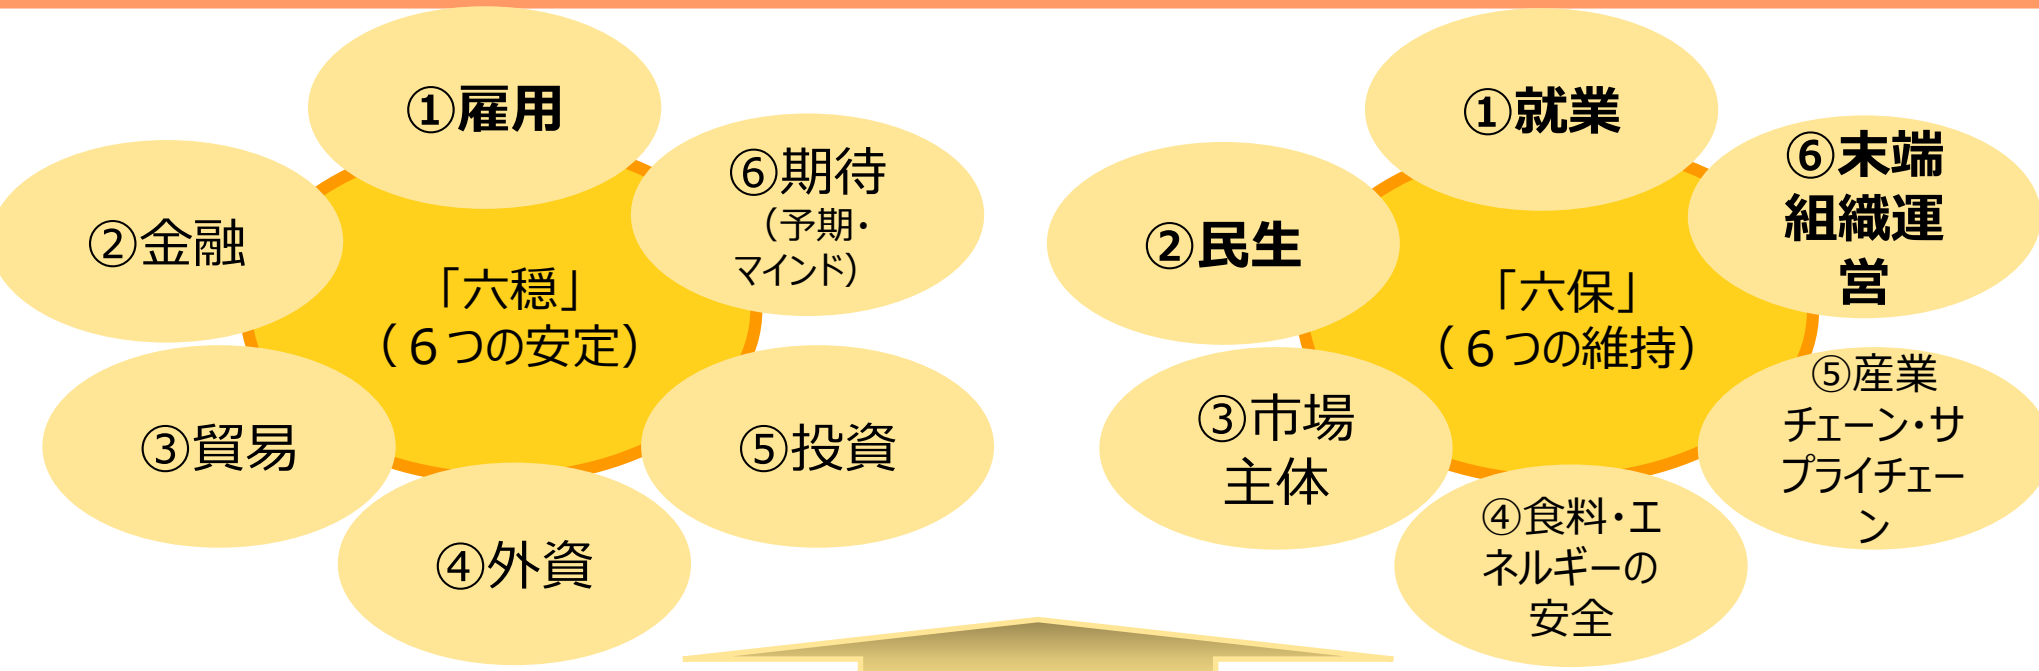 ①雇用
②金融
③貿易
④外資
⑤投資
⑥期待
（予期・
マインド）
「六穏」
（６つの安定）
①就業
②民生
③市場
主体
④食料・エ
ネルギーの
安全
⑤産業
チェーン・サ
プライチェー
ン
⑥末端
組織運
営
「六保」
（６つの維持）